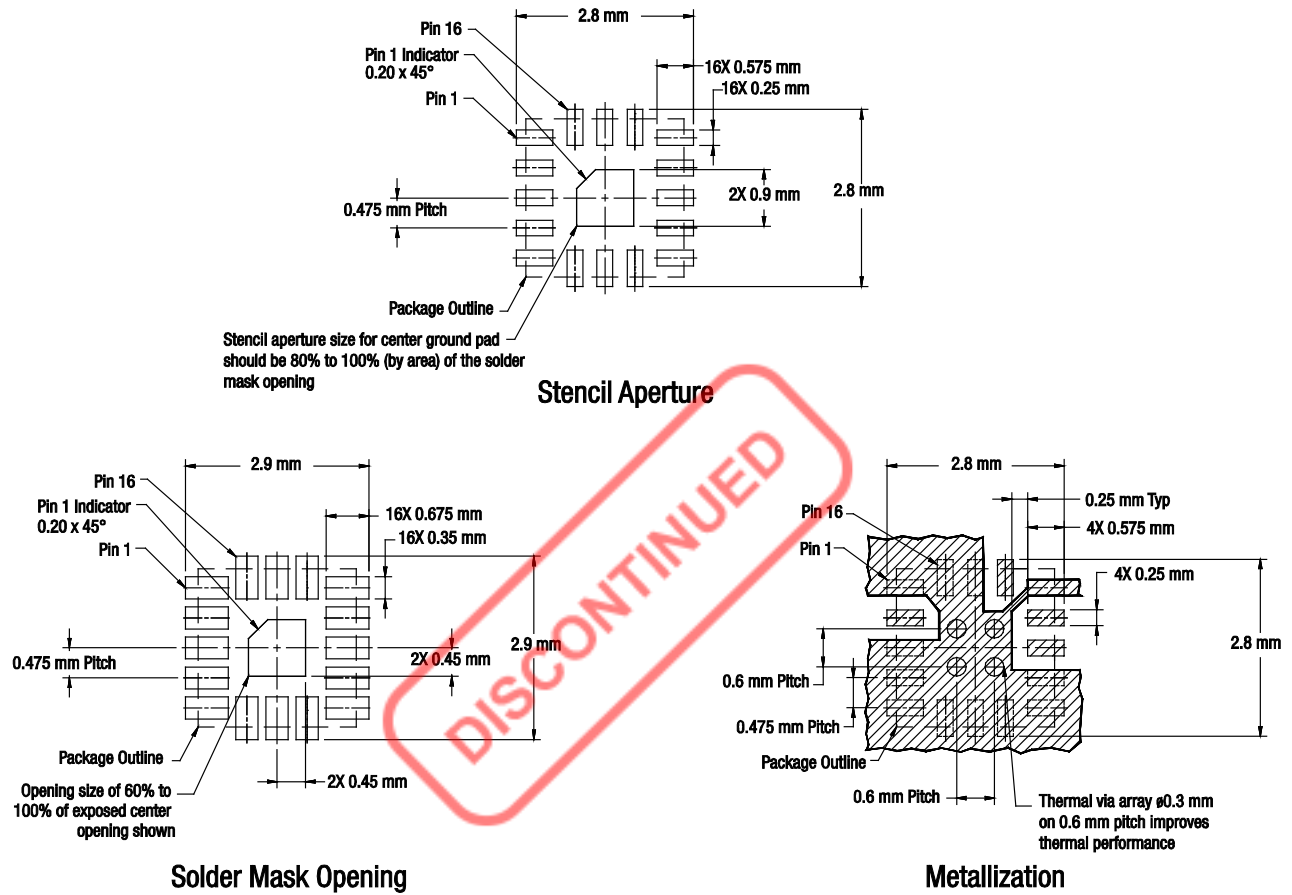 2.8 mm
Pin 16
Pin 1 Indicator
0.20 x 45°
Pin 1
16X 0.575 mm
16X 0.25 mm
2X 0.9 mm
2.8 mm
0.475 mm Pitch
Package Outline
Stencil aperture size for center ground pad
should be 80% to 100% (by area) of the solder
mask opening
Stencil Aperture
2.9 mm
Pin 16
Pin 1 Indicator
0.20 x 45°
Pin 1
16X 0.675 mm
16X 0.35 mm
2.9 mm
2X 0.45 mm
0.475 mm Pitch
Package Outline
2X 0.45 mm
Opening size of 60% to
100% of exposed center
opening shown
Solder Mask Opening
DISCONTINUED
2.8 mm
0.25 mm Typ
Pin 16
4X 0.575 mm
Pin 1
4X 0.25 mm
2.8 mm
0.6 mm Pitch
0.475 mm Pitch
Package Outline
0.6 mm Pitch
Thermal via array ø0.3 mm
on 0.6 mm pitch improves
thermal performance
Metallization